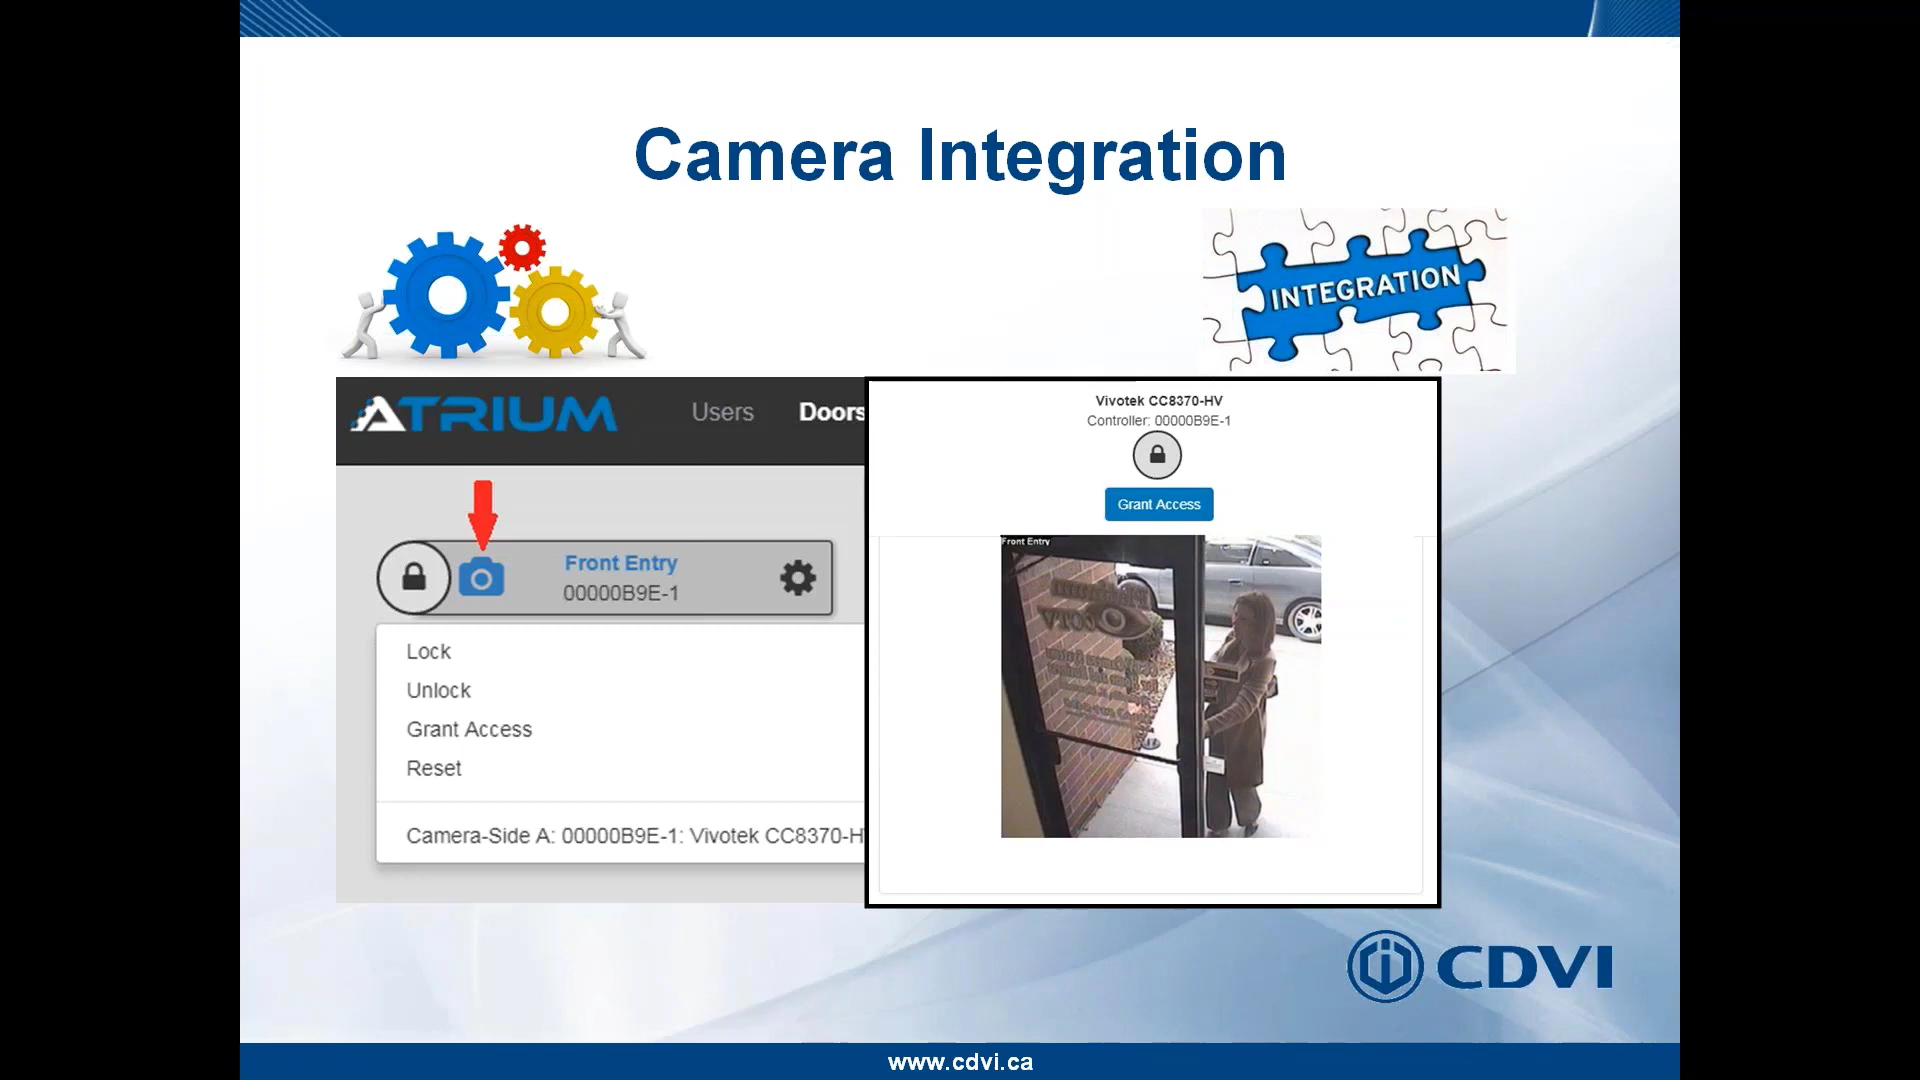 Camera Integration
INTEGRATION
ATRIUM
Users
Doors
Front Entry
00000B9E-1
Lock
Unlock
Grant Access
Reset
Camera-Side A: 00000B9E-1: Vivotek CC8370-H
Vivotek CC8370-HV
Controller: 00000B9E-1
Grant Access
Front Entry
CCTV
CDVI
www.cdvi.ca